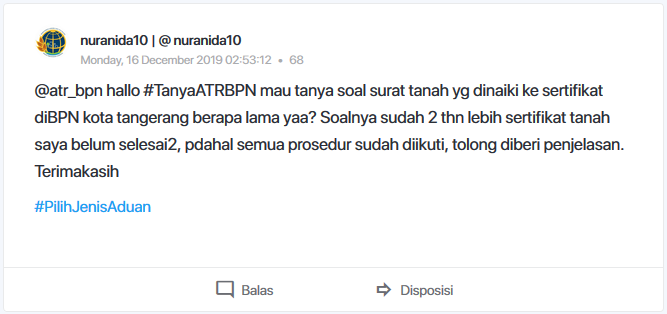 nuranida10 | @ nuranida10
Monday, 16 December 2019 02:53:12 • 68
@atr_bpn hallo #TanyaATRBPN mau tanya soal surat tanah yg dinaiki ke sertifikat
diBPN kota tangerang berapa lama yaa? Soalnya sudah 2 thn lebih sertifikat tanah
saya belum selesai2, pdahal semua prosedur sudah diikuti, tolong diberi penjelasan.
Terimakasih
#PilihJenisAduan
Balas
Disposisi